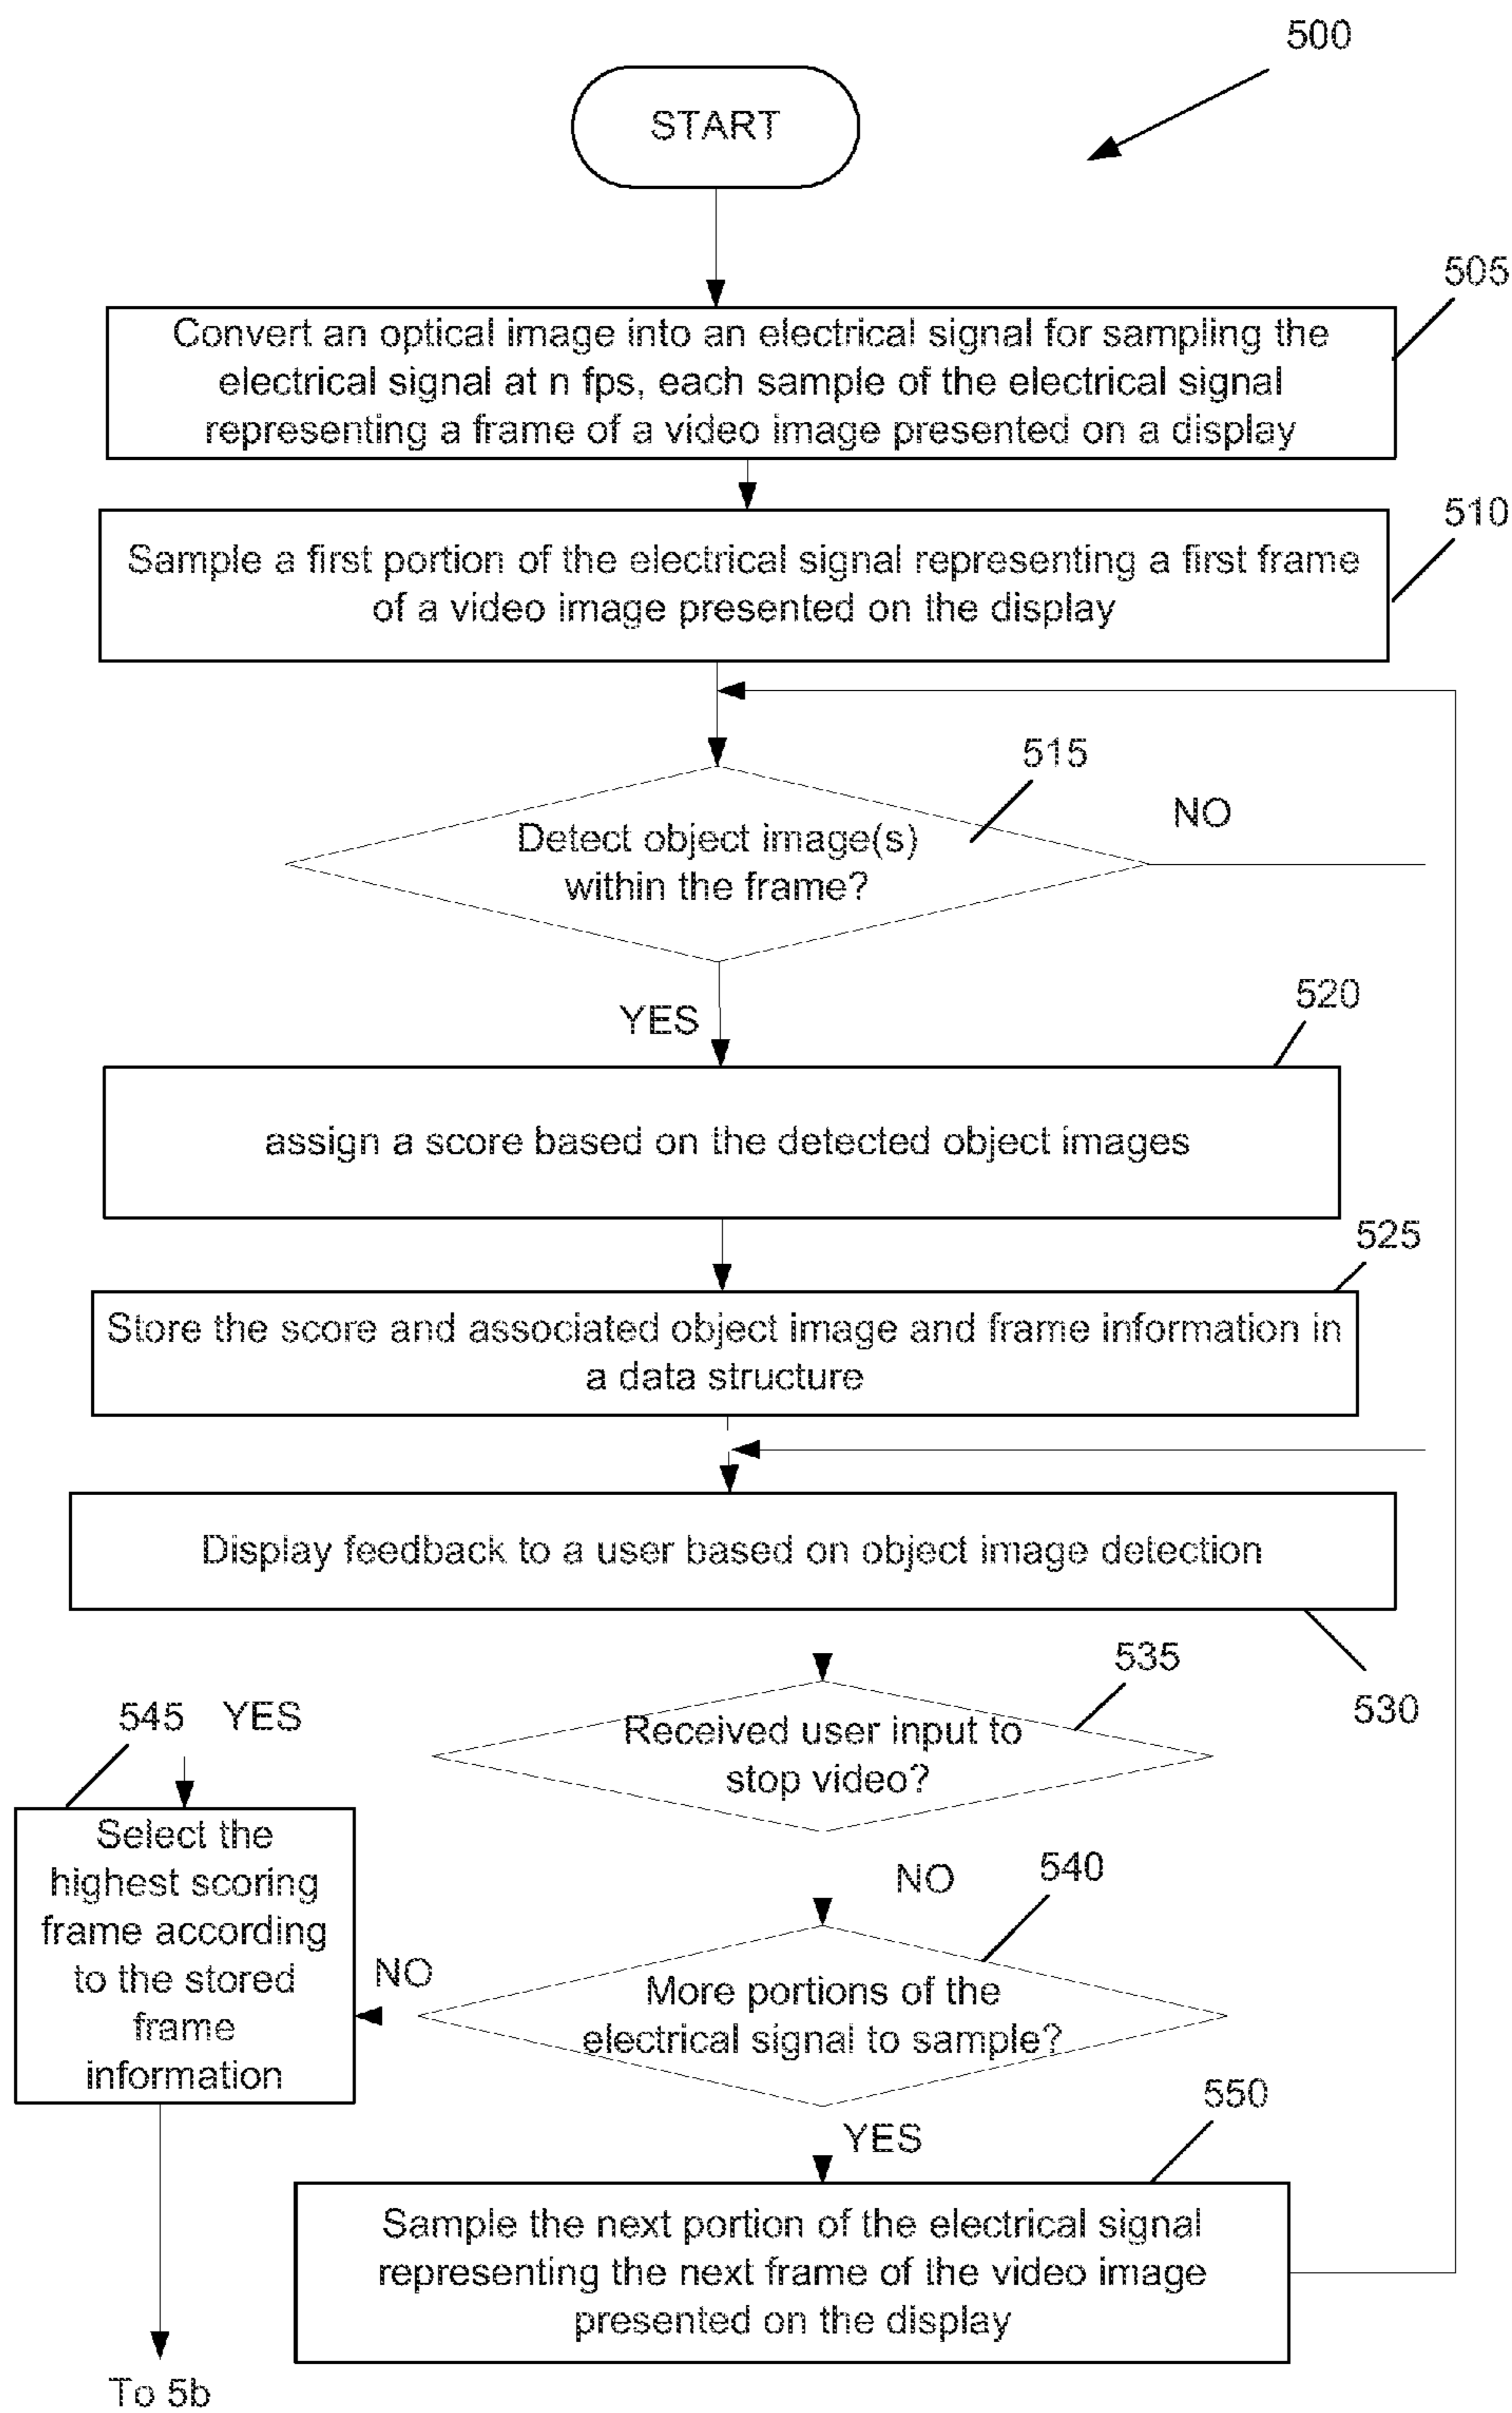 500
START
505
Convert an optical image into an electrical signal for sampling the
electrical signal at n fps, each sample of the electrical signal
representing a frame of a video image presented on a display
510
Sample a first portion of the electrical signal representing a first frame
of a video image presented on the display
515
NO
Detect object image(s)
within the frame?
YES
520
assign a score based on the detected object images
525
Store the score and associated object image and frame information in
a data structure
Display feedback to a user based on object image detection
530
535
Received user input to
stop video?
545
YES
Select the
highest scoring
frame according
to the stored
frame
information
NO
540
NO
More portions of the
electrical signal to sample?
YES
550
Sample the next portion of the electrical signal
representing the next frame of the video image
presented on the display
To 5b